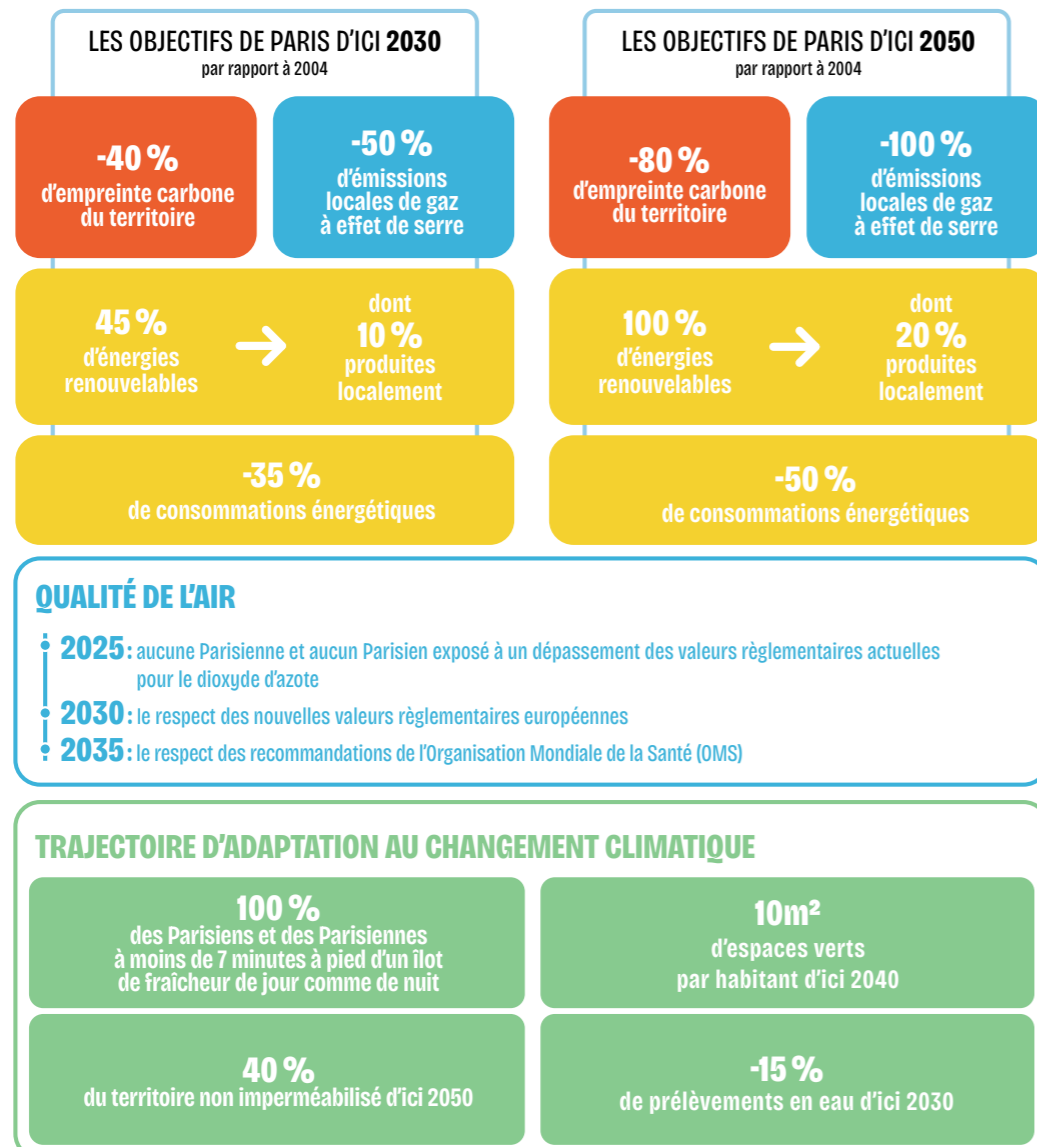 LES OBJECTIFS DE PARIS D'ICI 2030
par rapport à 2004
-40 %
d'empreinte carbone
du territoire
-50 %
d'émissions
locales de gaz
à effet de serre
45 %
d'énergies
renouvelables
dont
10 %
produites
localement
-35 %
de consommations énergétiques
LES OBJECTIFS DE PARIS D'ICI 2050
par rapport à 2004
-80 %
d'empreinte carbone
du territoire
-100 %
d'émissions
locales de gaz
à effet de serre
100 %
d'énergies
renouvelables
dont
20 %
produites
localement
-50 %
de consommations énergétiques
QUALITÉ DE L'AIR
2025 : aucune Parisienne et aucun Parisien exposé à un dépassement des valeurs règlementaires actuelles
pour le dioxyde d'azote
2030 : le respect des nouvelles valeurs règlementaires européennes
2035 : le respect des recommandations de l'Organisation Mondiale de la Santé (OMS)
TRAJECTOIRE D'ADAPTATION AU CHANGEMENT CLIMATIQUE
100 %
des Parisiens et des Parisiennes
à moins de 7 minutes à pied d'un îlot
de fraîcheur de jour comme de nuit
10m²
d'espaces verts
par habitant d'ici 2040
40 %
du territoire non imperméabilisé d'ici 2050
-15 %
de prélèvements en eau d'ici 2030